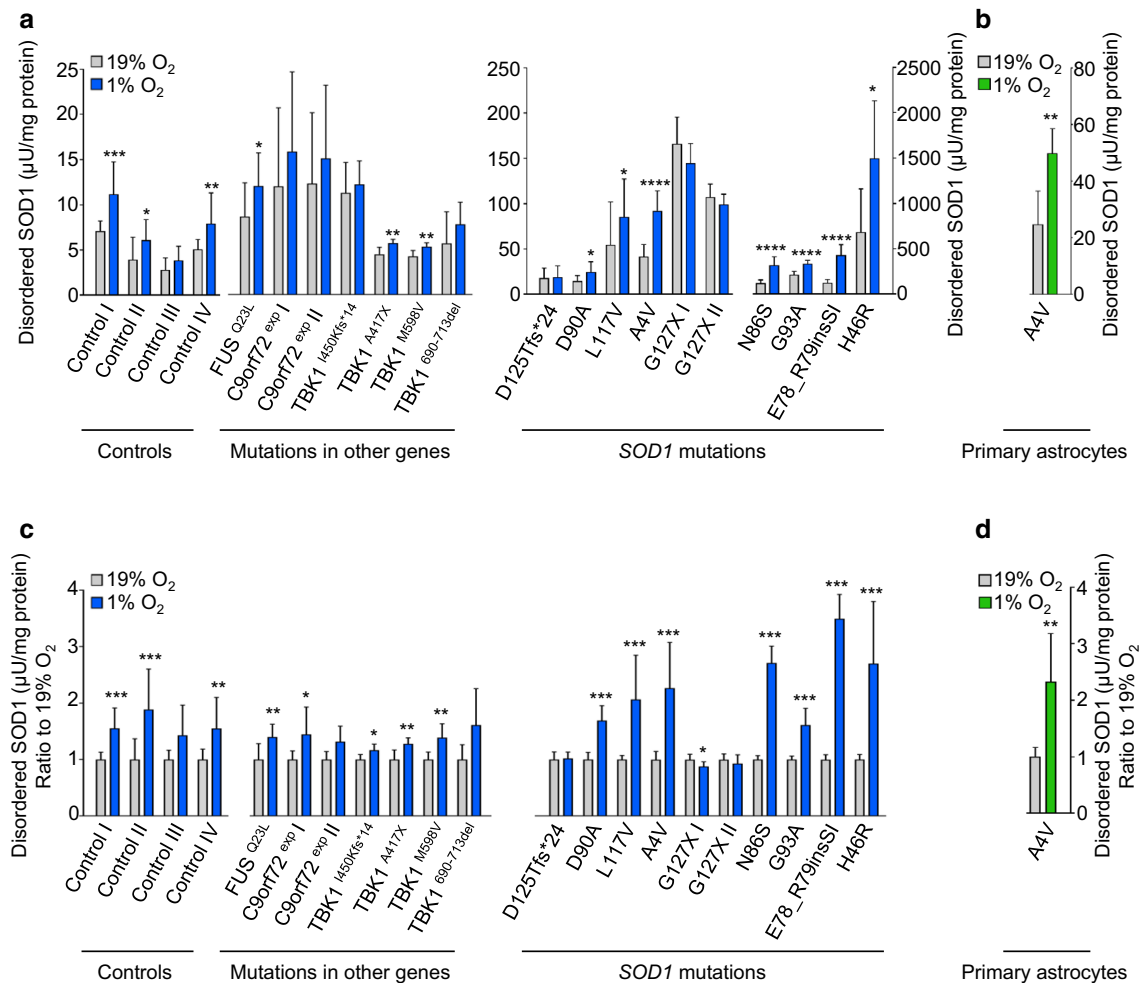 a
Disordered SOD1 (µU/mg protein)
19% O2
1% O2
25
20
15
10
5
0
***
*
**
*
**
**
Control I
Control II
Control III
Control IV
FUS Q23L
C9orf72 exp I
C9orf72 exp II
TBK1 I450Kfs*14
TBK1 A417X
TBK1 M598V
TBK1 690-713del
250
200
150
100
50
0
*
*
****
****
****
****
*
2500
2000
1500
1000
500
0
Disordered SOD1 (µU/mg protein)
D125Tfs*24
D90A
L117V
A4V
G127X I
G127X II
N86S
G93A
E78_R79insSI
H46R
Controls
Mutations in other genes
SOD1 mutations
b
19% O2
1% O2
**
80
60
40
20
0
Disordered SOD1 (µU/mg protein)
A4V
Primary astrocytes
c
Disordered SOD1 (µU/mg protein)
Ratio to 19% O2
19% O2
1% O2
4
3
2
1
0
***
***
**
**
*
*
**
**
***
***
***
*
***
***
***
***
Control I
Control II
Control III
Control IV
FUS Q23L
C9orf72 exp I
C9orf72 exp II
TBK1 I450Kfs*14
TBK1 A417X
TBK1 M598V
TBK1 690-713del
D125Tfs*24
D90A
L117V
A4V
G127X I
G127X II
N86S
G93A
E78_R79insSI
H46R
Controls
Mutations in other genes
SOD1 mutations
d
19% O2
1% O2
**
4
3
2
1
0
Disordered SOD1 (µU/mg protein)
Ratio to 19% O2
A4V
Primary astrocytes